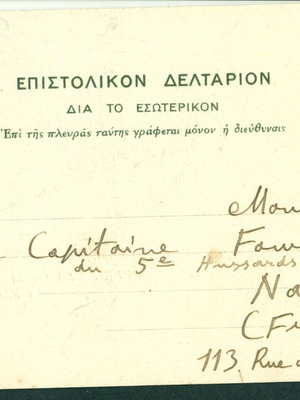 ΕΠΙΣΤΟΛΙΚΟΝ ΔΕΛΤΑΡΙΟΝ
ΔΙΑ ΤΟ ΕΣΩΤΕΡΙΚΟΝ
Ἐπὶ τῆς πλευρᾶς ταύτης γράφεται μόνον ἡ διεύθυνσις
Mon
Capitaine Fou
du 5e Hussards
Na
(F
113 Rue